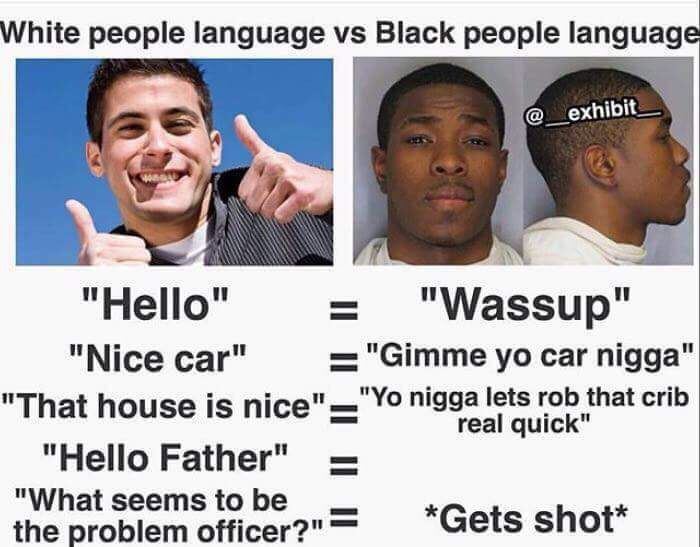 White people language vs Black people language
@__exhibit__
"Hello" = "Wassup"
"Nice car" = "Gimme yo car nigga"
"That house is nice" = "Yo nigga lets rob that crib
real quick"
"Hello Father" =
"What seems to be
the problem officer?" = *Gets shot*